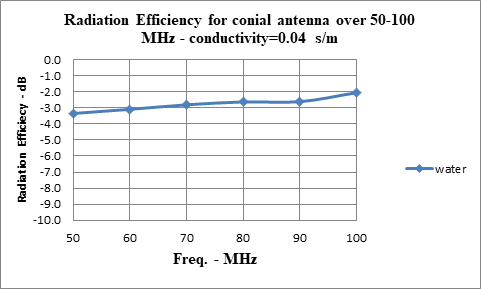 Radiation Efficiency for conial antenna over 50-100
MHz - conductivity=0.04 s/m
0.0
-1.0
-2.0
-3.0
-4.0
-5.0
-6.0
-7.0
-8.0
-9.0
-10.0
Radiation Efficiecy - dB
50 60 70 80 90 100
Freq. - MHz
water